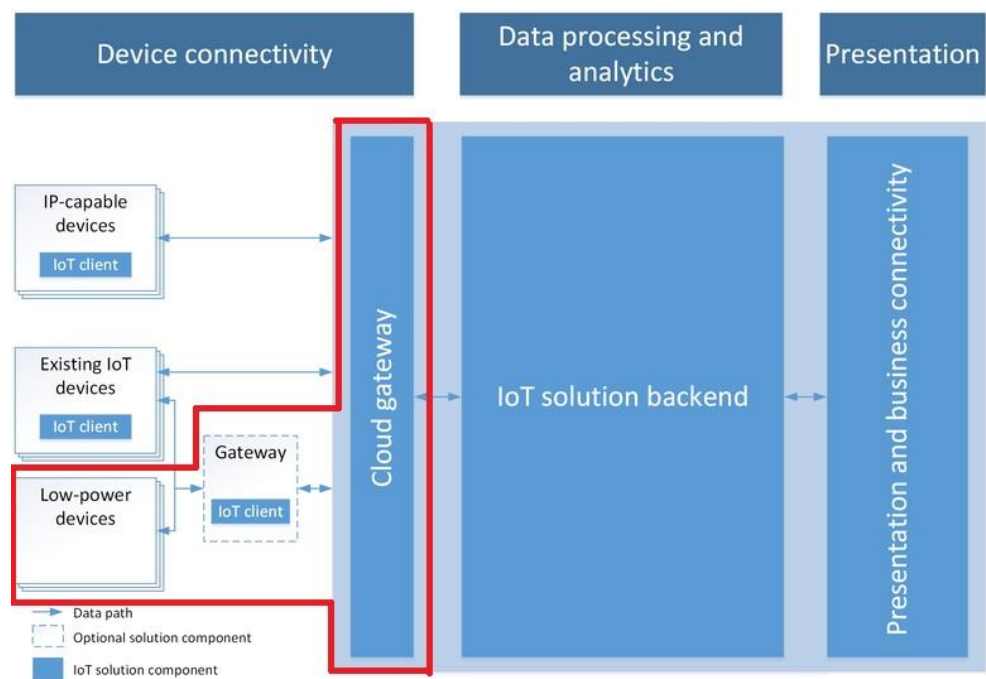 Device connectivity
Data processing and
analytics
Presentation
IP-capable
devices
IoT client
Existing IoT
devices
IoT client
Low-power
devices
Gateway
IoT client
Cloud gateway
IoT solution backend
Presentation and business connectivity
Data path
Optional solution component
IoT solution component